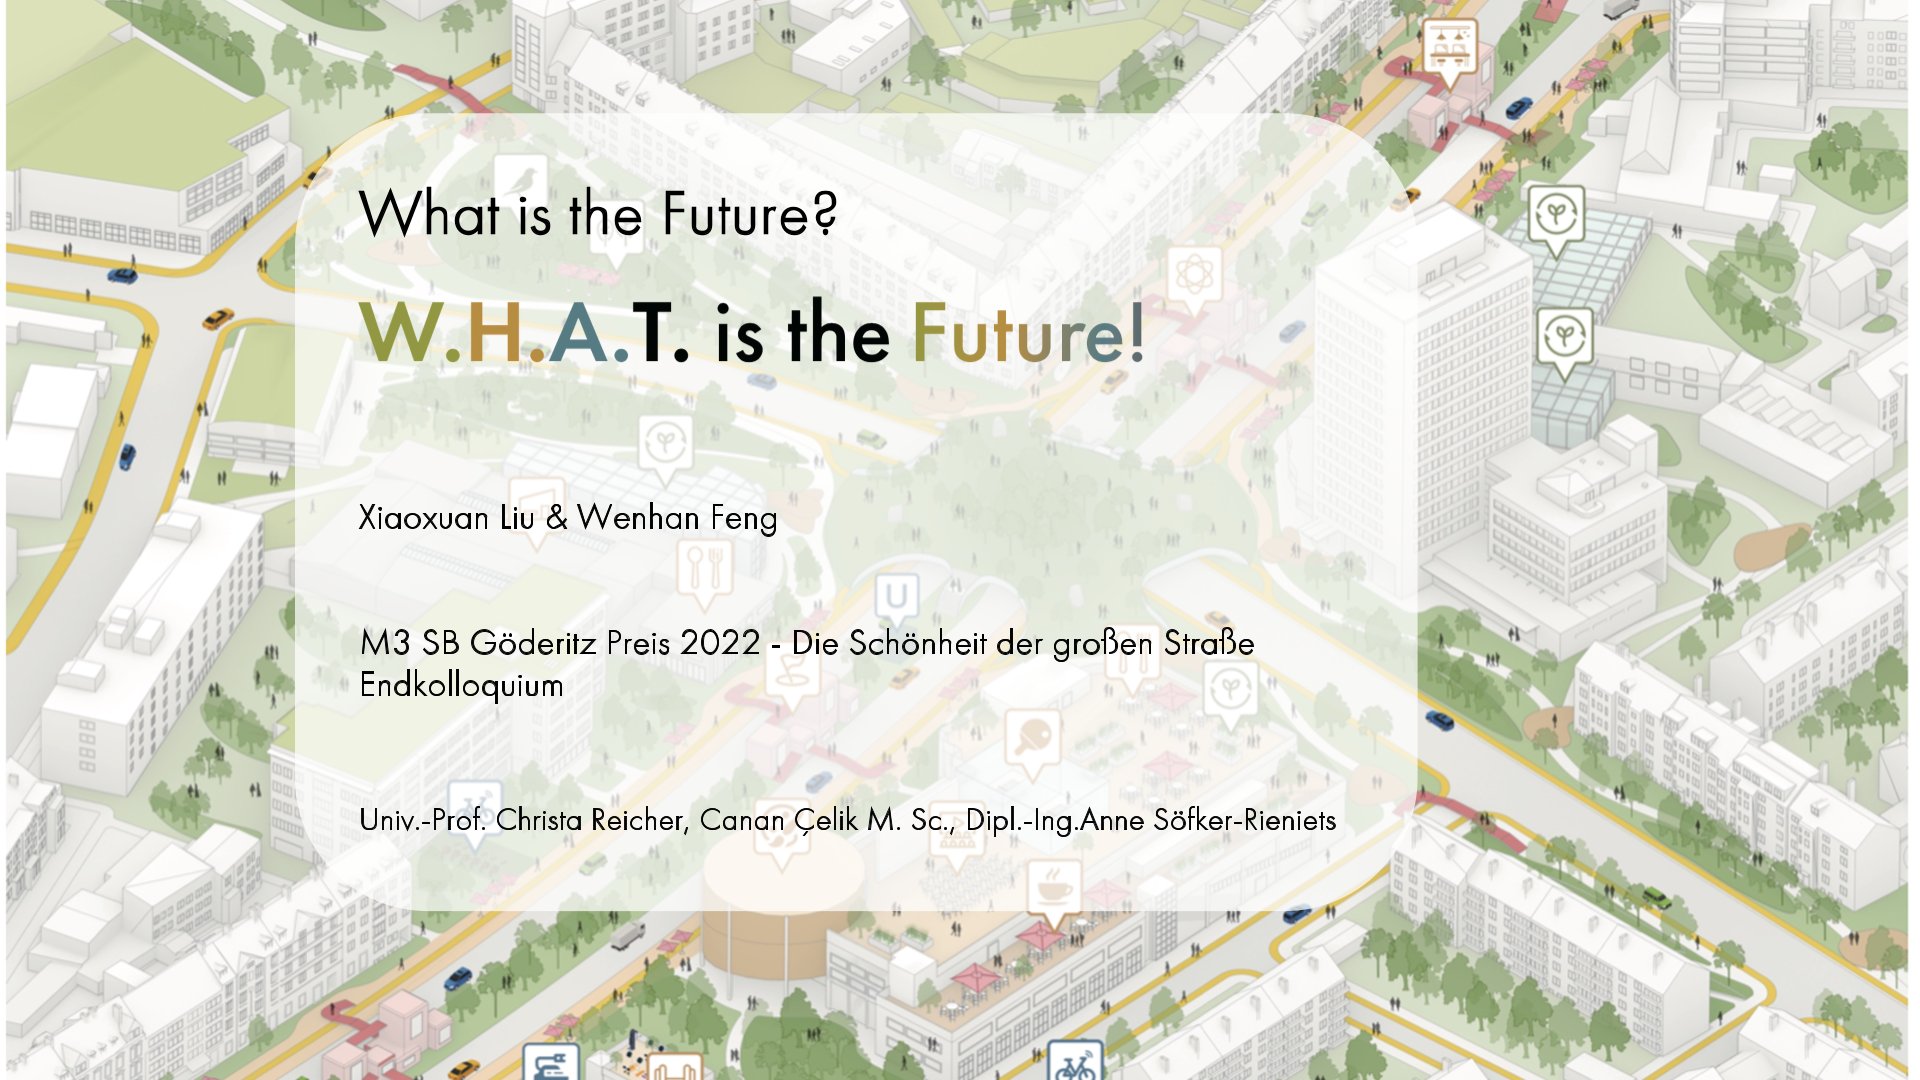 What is the Future?
W.H.A.T. is the Future!
Xiaoxuan Liu & Wenhan Feng
U
M3 SB Göderitz Preis 2022 - Die Schönheit der großen Straße
Endkolloquium
Univ.-Prof. Christa Reicher, Canan Çelik M. Sc., Dipl.-Ing.Anne Söfker-Rieniets